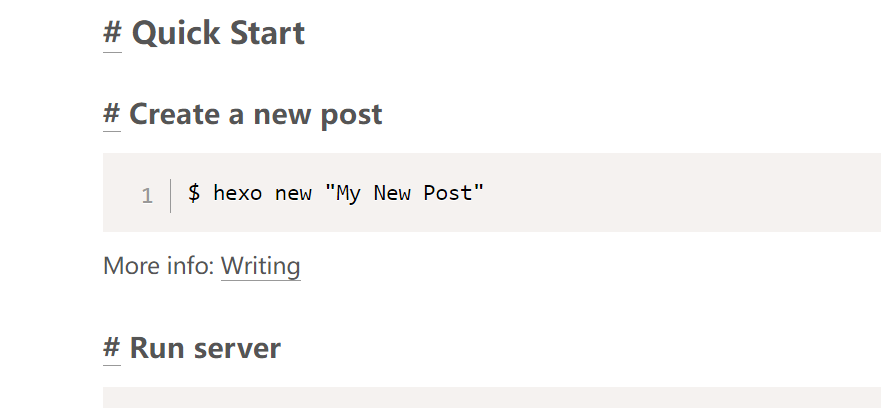 # Quick Start
# Create a new post
1 $ hexo new "My New Post"
More info: Writing
# Run server